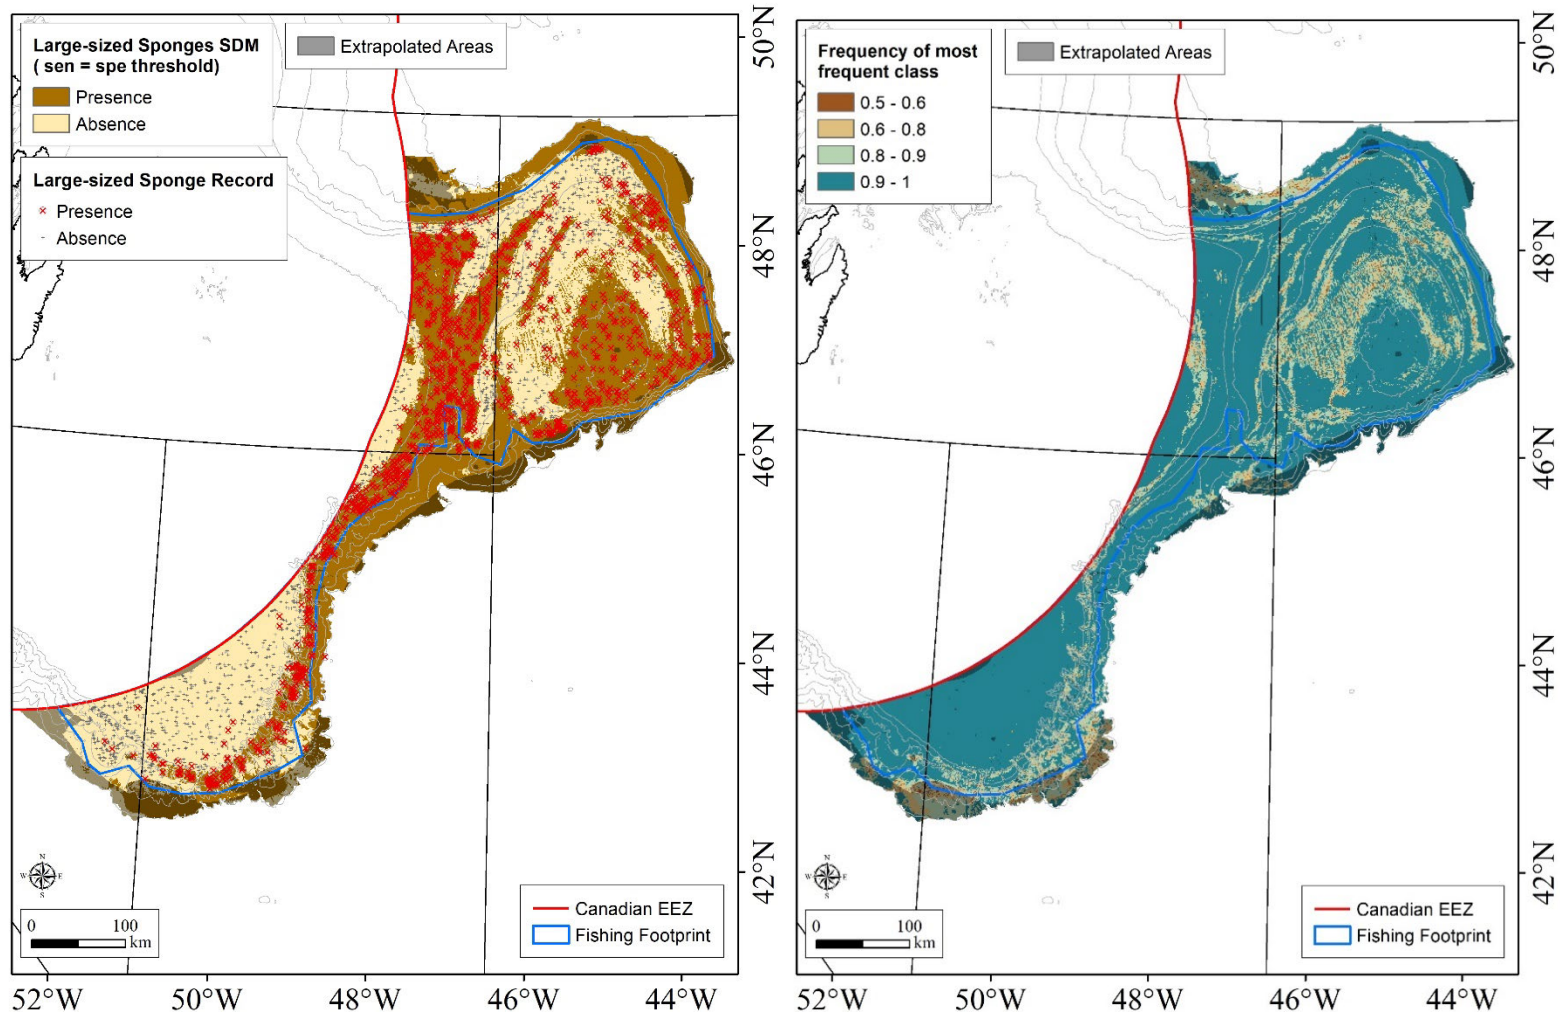 Large-sized Sponges SDM
( sen = spe threshold)
Presence
Absence
Extrapolated Areas
Large-sized Sponge Record
Presence
Absence
N
W
E
S
0
100
km
Canadian EEZ
Fishing Footprint
50°N
48°N
46°N
44°N
42°N
52°W
50°W
48°W
46°W
44°W
Frequency of most
frequent class
0.5 - 0.6
0.6 - 0.8
0.8 - 0.9
0.9 - 1
Extrapolated Areas
N
W
E
S
0
100
km
Canadian EEZ
Fishing Footprint
50°N
48°N
46°N
44°N
42°N
52°W
50°W
48°W
46°W
44°W